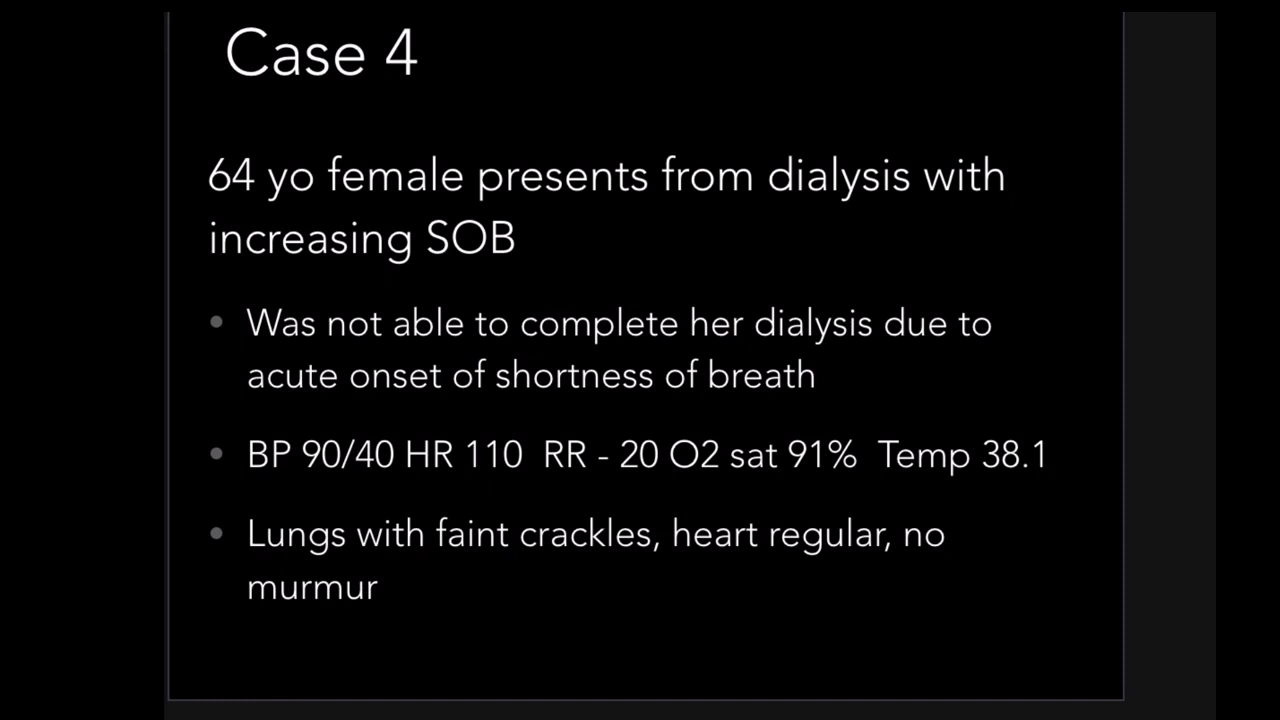 Case 4
64 yo female presents from dialysis with
increasing SOB
• Was not able to complete her dialysis due to
acute onset of shortness of breath
• BP 90/40 HR 110 RR - 20 O2 sat 91% Temp 38.1
• Lungs with faint crackles, heart regular, no
murmur